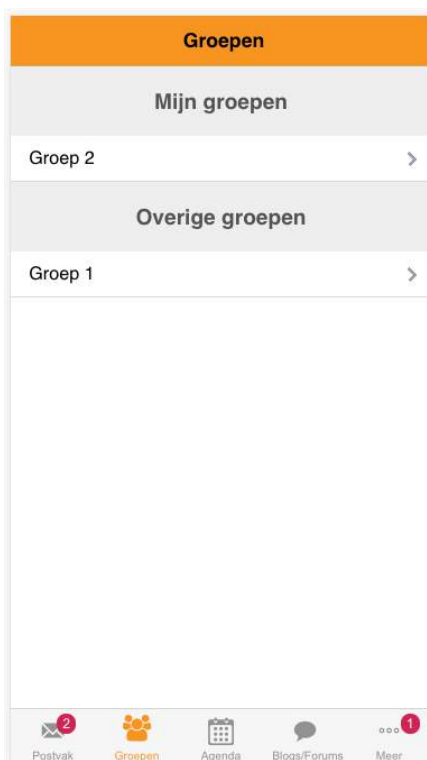 Groepen
Mijn groepen
Groep 2
Overige groepen
Groep 1
2
1
Postvak
Groepen
Agenda
Blogs/Forums
Meer